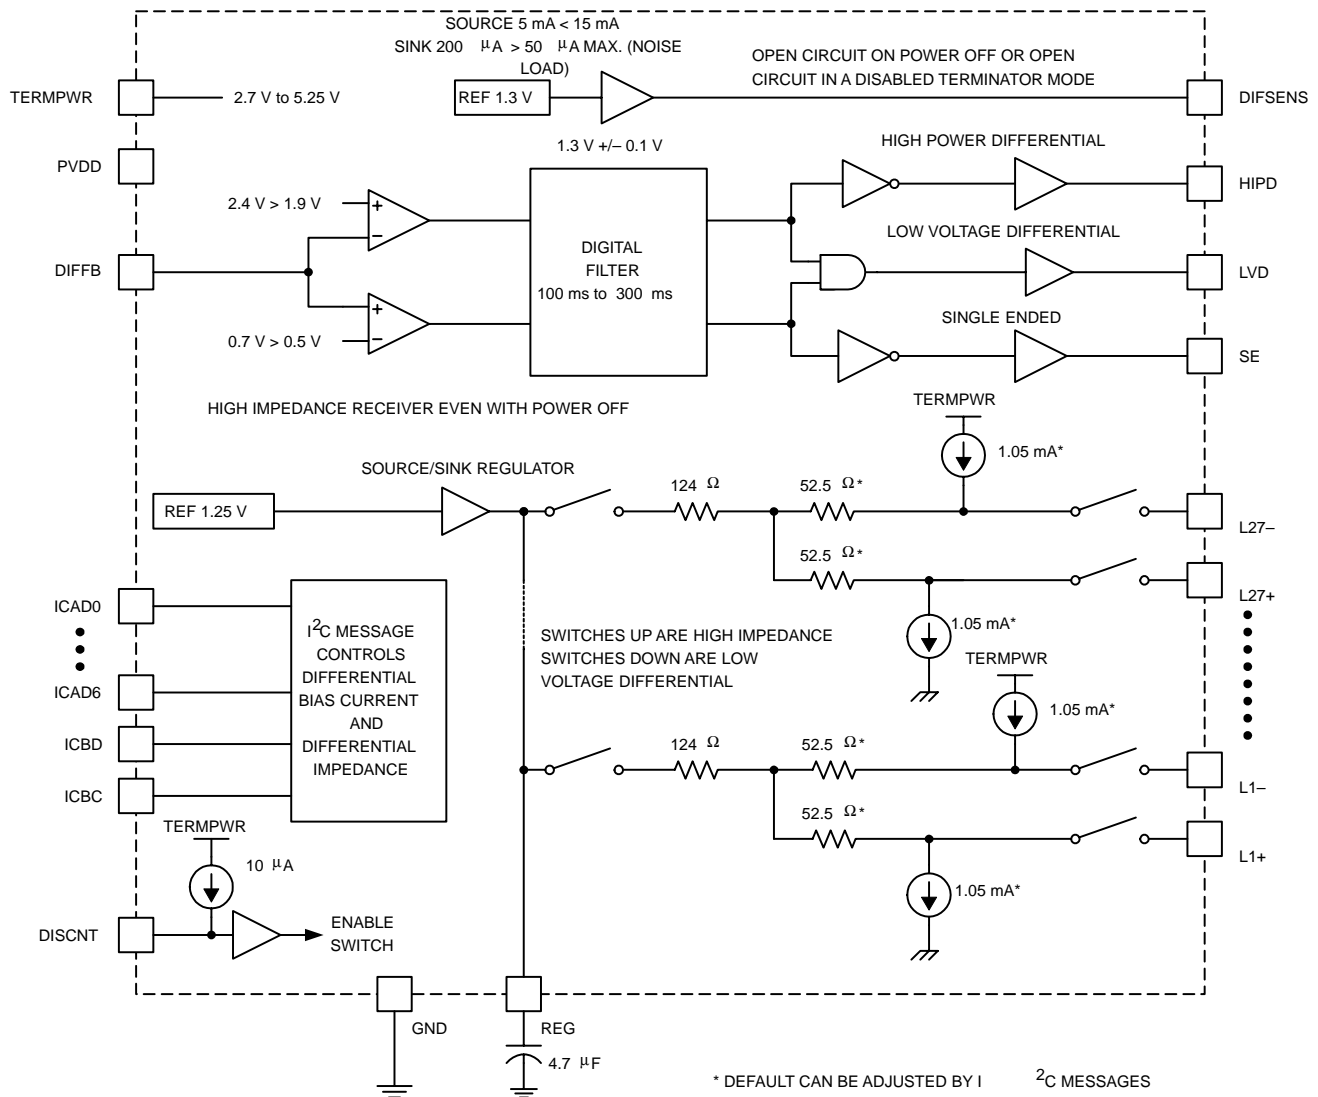 SOURCE 5 mA < 15 mA
SINK 200 μA > 50 μA MAX. (NOISE
LOAD)
OPEN CIRCUIT ON POWER OFF OR OPEN
CIRCUIT IN A DISABLED TERMINATOR MODE
TERMPWR
2.7 V to 5.25 V
REF 1.3 V
DIFSENS
1.3 V +/– 0.1 V
HIGH POWER DIFFERENTIAL
PVDD
HIPD
2.4 V > 1.9 V
+
–
LOW VOLTAGE DIFFERENTIAL
DIFFB
DIGITAL
FILTER
100 ms to 300 ms
LVD
+
–
0.7 V > 0.5 V
SINGLE ENDED
SE
HIGH IMPEDANCE RECEIVER EVEN WITH POWER OFF
TERMPWR
1.05 mA*
SOURCE/SINK REGULATOR
REF 1.25 V
124 Ω
52.5 Ω*
L27–
52.5 Ω*
L27+
ICAD0
ICAD6
ICBD
ICBC
I2C MESSAGE
CONTROLS
DIFFERENTIAL
BIAS CURRENT
AND
DIFFERENTIAL
IMPEDANCE
SWITCHES UP ARE HIGH IMPEDANCE
SWITCHES DOWN ARE LOW
VOLTAGE DIFFERENTIAL
1.05 mA*
TERMPWR
1.05 mA*
124 Ω
52.5 Ω*
L1–
52.5 Ω*
L1+
1.05 mA*
TERMPWR
10 μA
DISCNT
ENABLE
SWITCH
GND
REG
4.7 μF
* DEFAULT CAN BE ADJUSTED BY I 2C MESSAGES